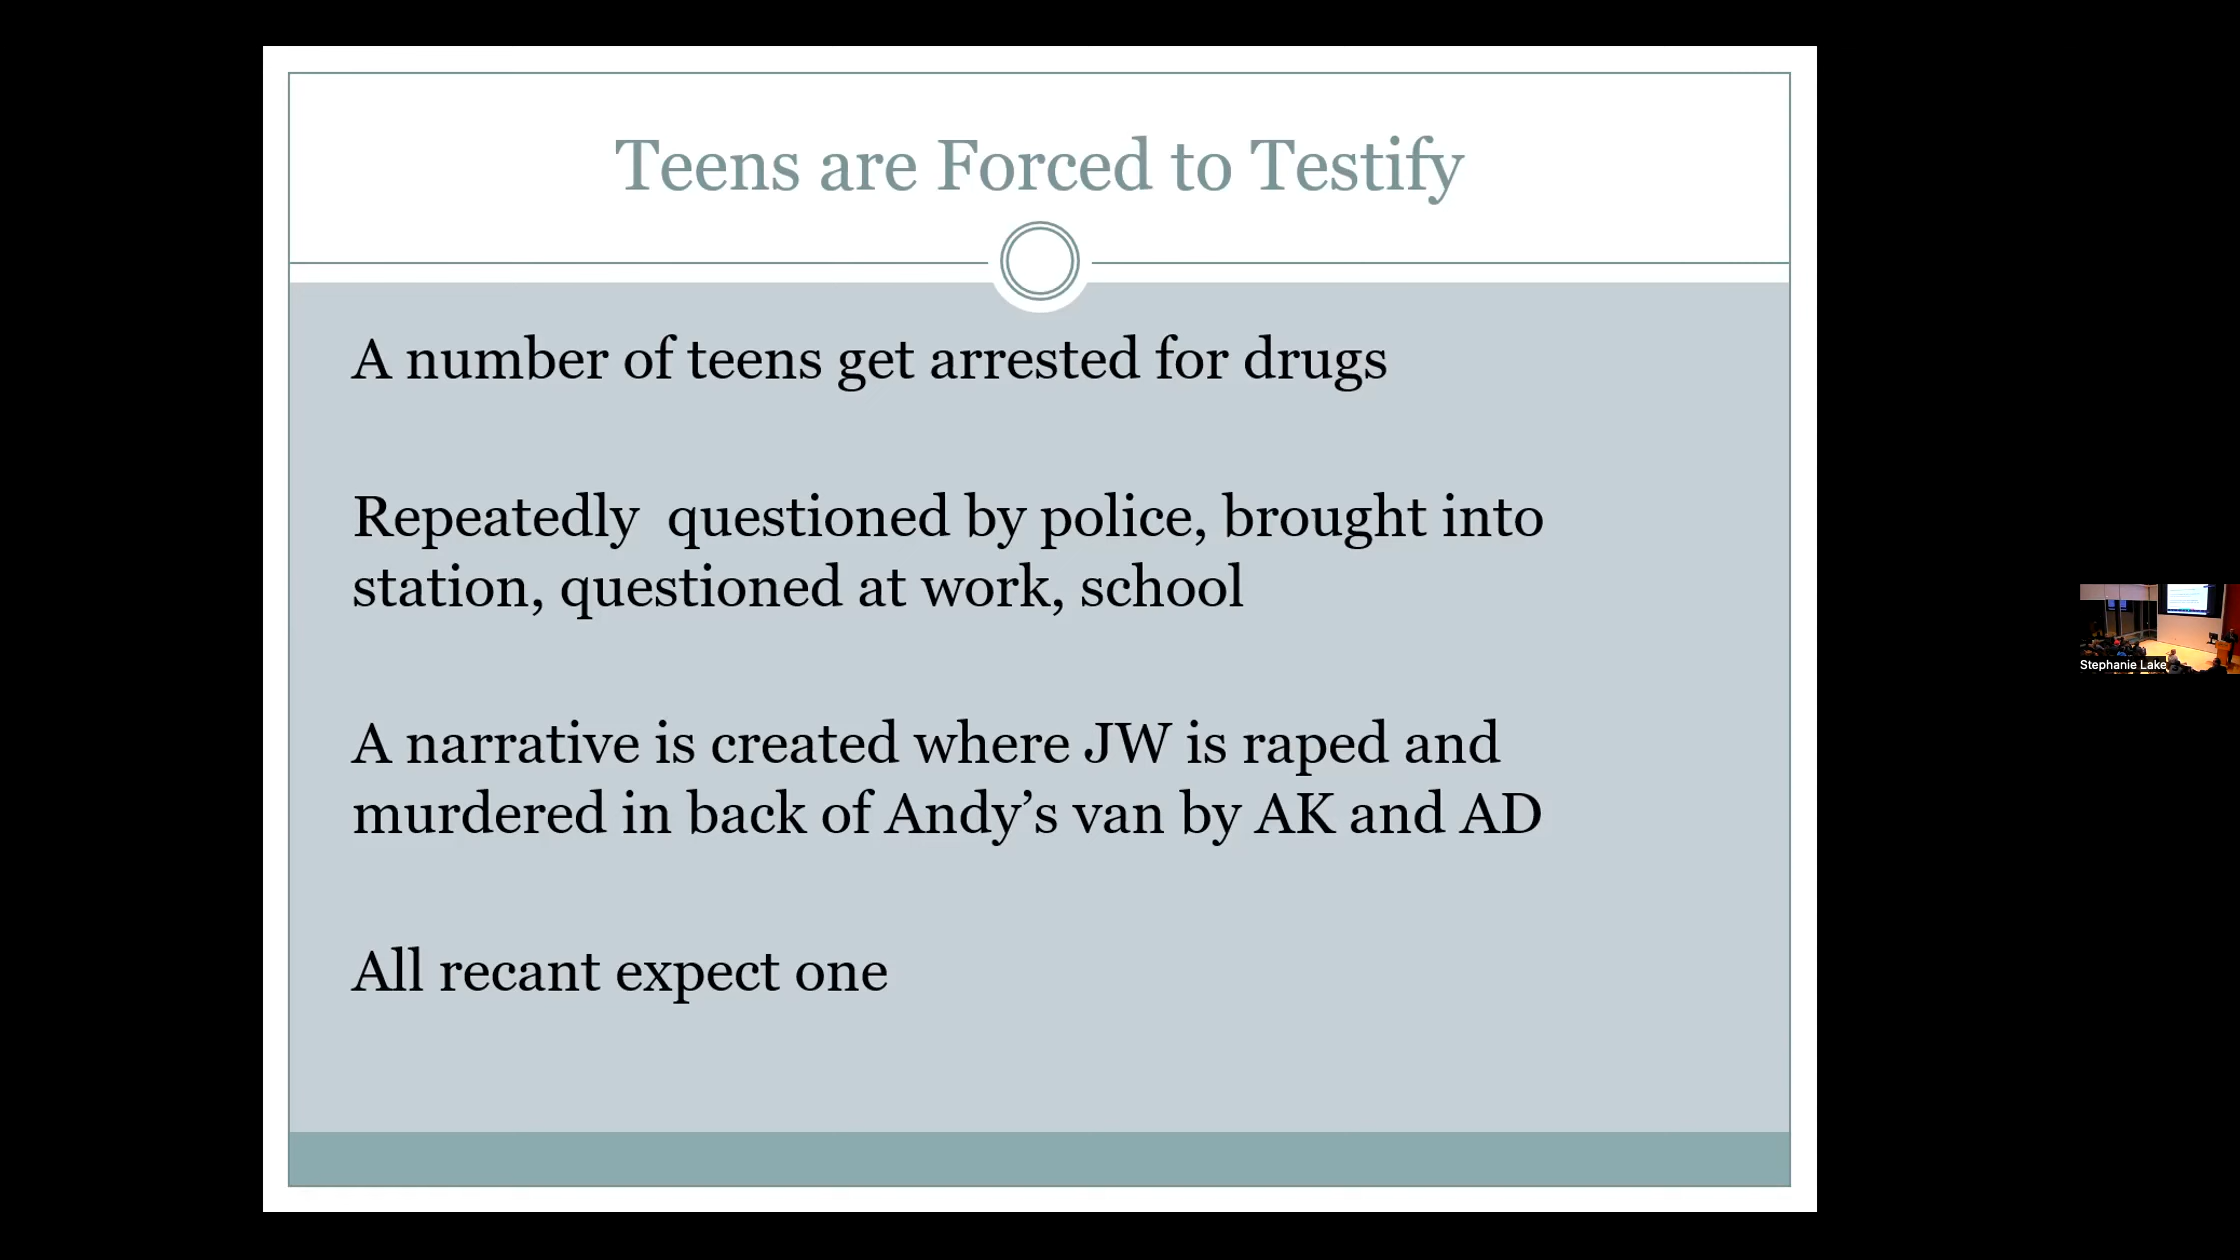 Teens are Forced to Testify
A number of teens get arrested for drugs
Repeatedly  questioned by police, brought into
station, questioned at work, school
A narrative is created where JW is raped and
murdered in back of Andy’s van by AK and AD
All recant expect one
Stephanie Lake